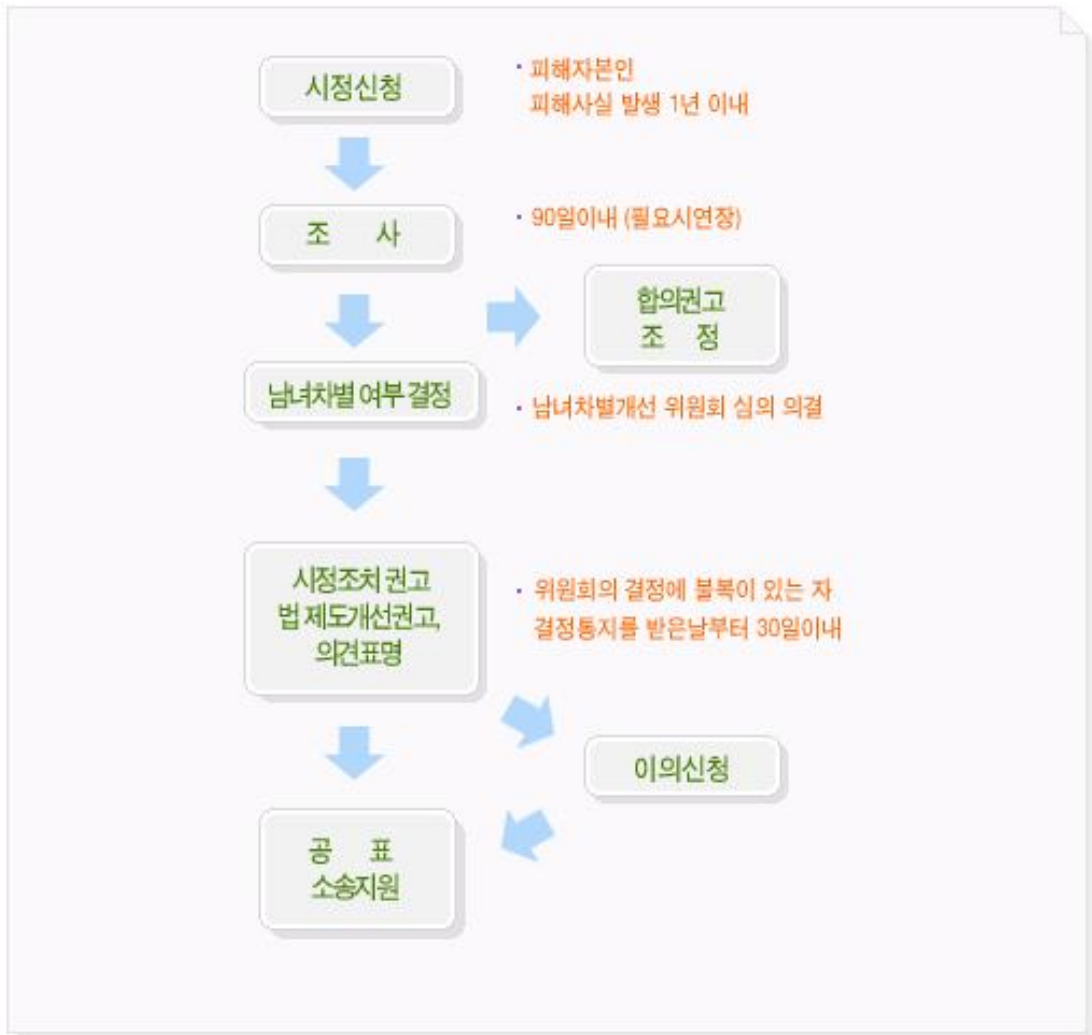 시정신청
· 피해자본인
피해사실 발생 1년 이내
조 사
· 90일이내 (필요시연장)
합의권고
조 정
남녀차별 여부 결정
· 남녀차별개선 위원회 심의 의결
시정조치 권고
법 제도개선권고,
의견표명
· 위원회의 결정에 불복이 있는 자
결정통지를 받은날부터 30일이내
이의신청
공 표
소송지원